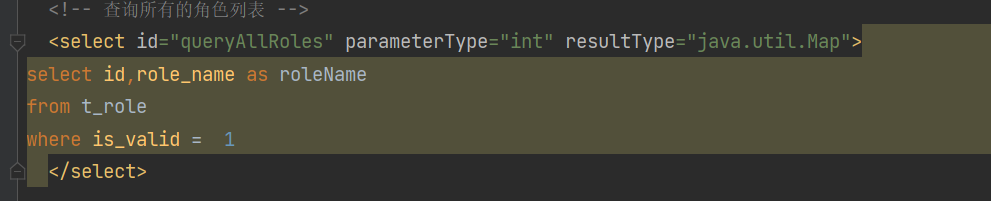 <!-- 查询所有的角色列表 -->
<select id="queryAllRoles" parameterType="int" resultType="java.util.Map">
select id,role_name as roleName
from t_role
where is_valid =  1
</select>